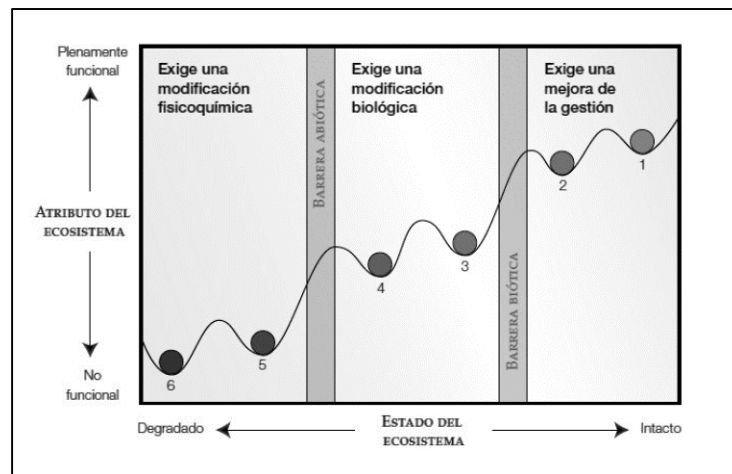 Plenamente
funcional
ATRIBUTO DEL
ECOSISTEMA
No
funcional
Exige una
modificación
fisicoquímica
BARRERA ABIÓTICA
Exige una
modificación
biológica
BARRERA BIÓTICA
Exige una
mejora de
la gestión
1
2
3
4
5
6
Degradado
ESTADO DEL
ECOSISTEMA
Intacto